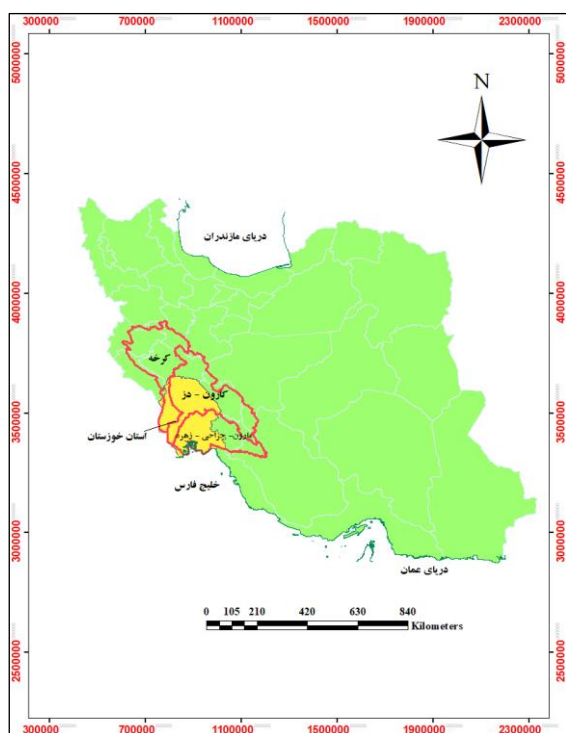 300000 700000 1100000 1500000 1900000 2300000
5000000 5000000
N
4500000 4500000
دریای مازندران
4000000 4000000
کرخه
کارون - دز
3500000 3500000
استان خوزستان
جراحی - زهره
خلیج فارس
3000000 3000000
دریای عمان
0 105 210 420 630 840
Kilometers
2500000 2500000
300000 700000 1100000 1500000 1900000 2300000